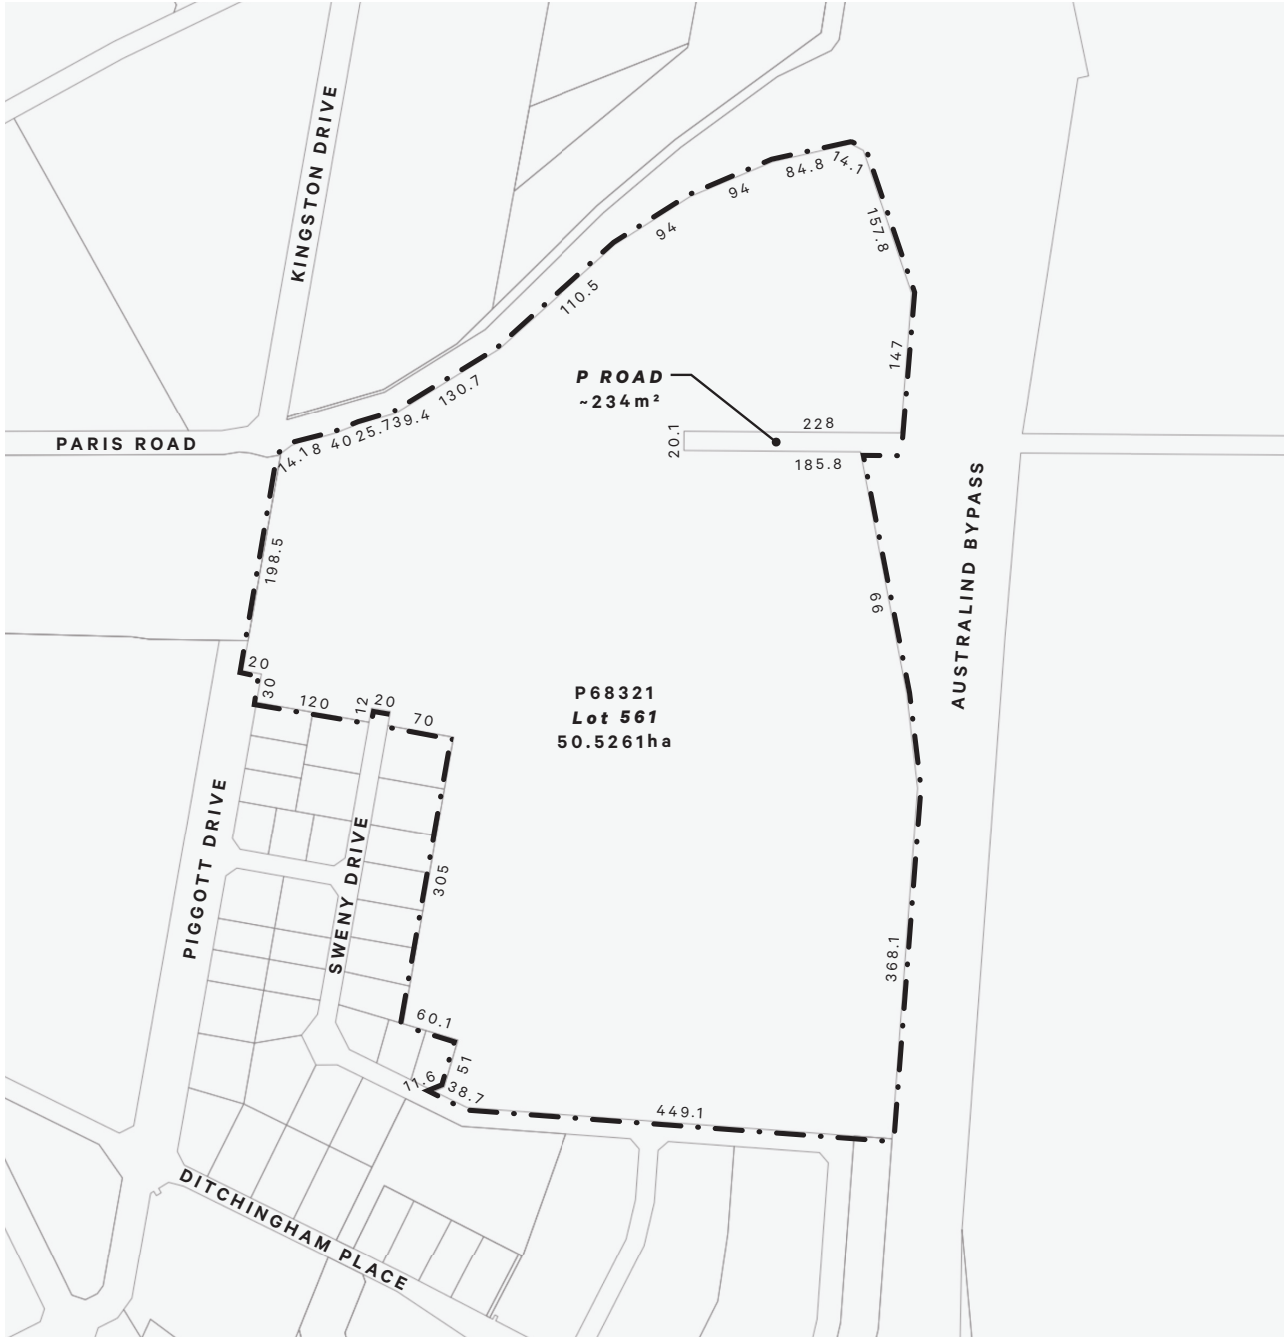 KINGSTON DRIVE
14.1
84.8
94
94
157.8
110.5
147
130.7
P ROAD
~234m²
39.4
25.7
40
14.18
228
20.1
185.8
PARIS ROAD
198.5
AUSTRALIND BYPASS
99
20
30
120
12
20
70
P68321
Lot 561
50.5261ha
PIGGOTT DRIVE
SWENY DRIVE
305
368.1
60.1
51
11.6
38.7
449.1
DITCHINGHAM PLACE